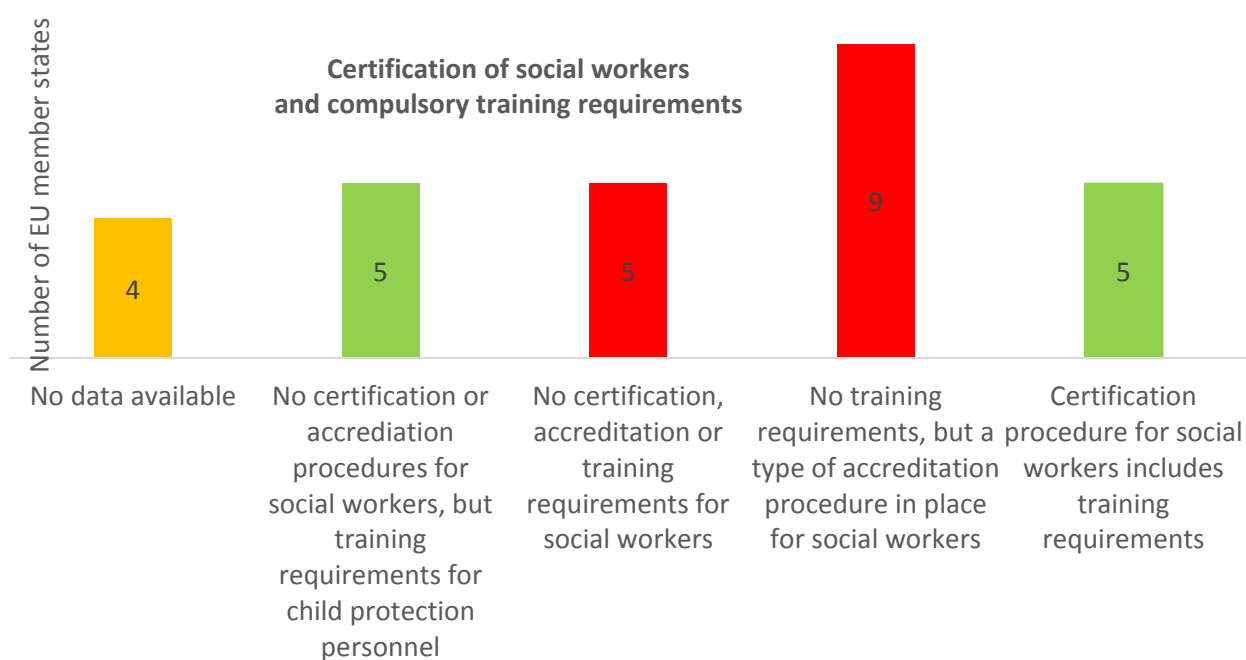 Number of EU member states
Certification of social workers
and compulsory training requirements
4
5
5
9
5
No data available
No certification or
accrediation
procedures for
social workers, but
training
requirements for
child protection
personnel
No certification,
accreditation or
training
requirements for
social workers
No training
requirements, but a
type of accreditation
procedure in place
for social workers
Certification
procedure for social
workers includes
training
requirements